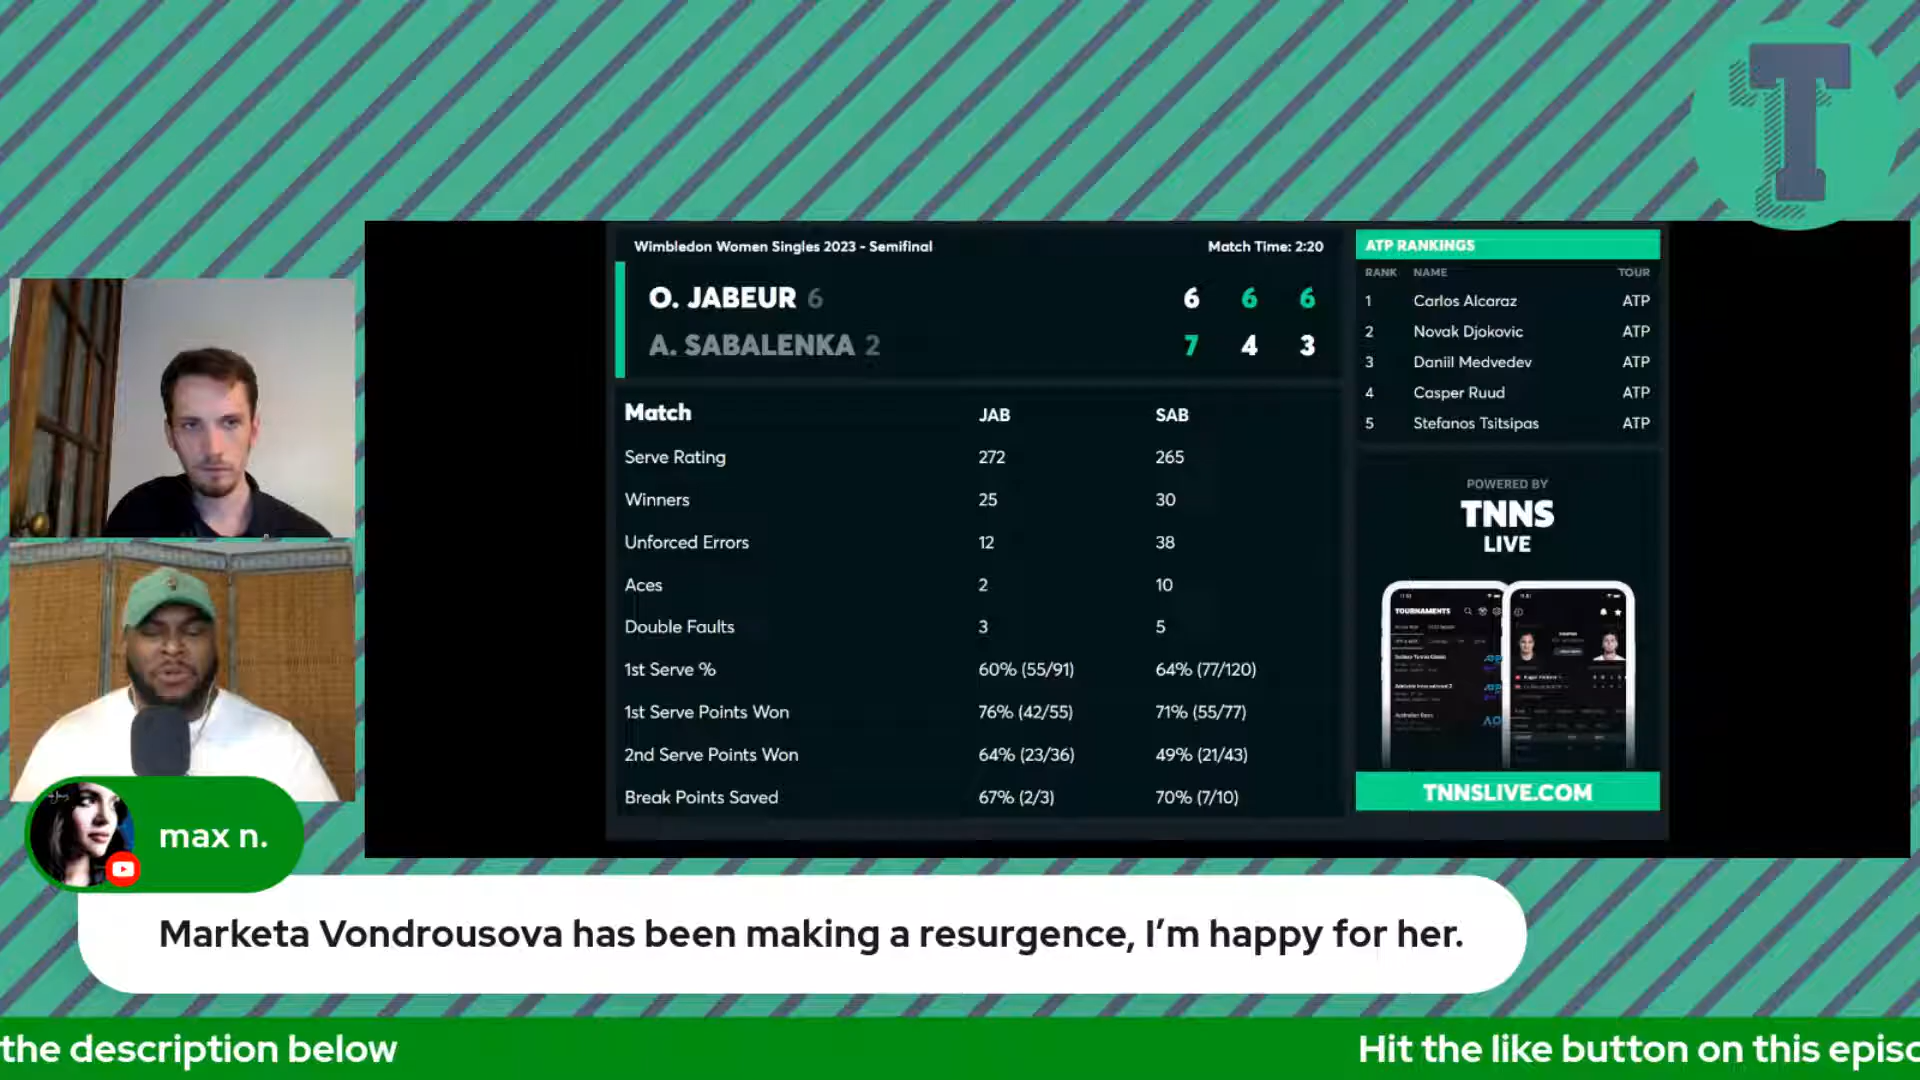 T
Wimbledon Women Singles 2023 - Semifinal
Match Time: 2:20
O. JABEUR 6 6 6 6
A. SABALENKA 2 7 4 3
Match JAB SAB
Serve Rating 272 265
Winners 25 30
Unforced Errors 12 38
Aces 2 10
Double Faults 3 5
1st Serve % 60% (55/91) 64% (77/120)
1st Serve Points Won 76% (42/55) 71% (55/77)
2nd Serve Points Won 64% (23/36) 49% (21/43)
Break Points Saved 67% (2/3) 70% (7/10)
ATP RANKINGS
RANK NAME TOUR
1 Carlos Alcaraz ATP
2 Novak Djokovic ATP
3 Daniil Medvedev ATP
4 Casper Ruud ATP
5 Stefanos Tsitsipas ATP
POWERED BY
TNNS
LIVE
TOURNAMENTS
TNNSLIVE.COM
max n.
Marketa Vondrousova has been making a resurgence, I'm happy for her.
the description below
Hit the like button on this episo